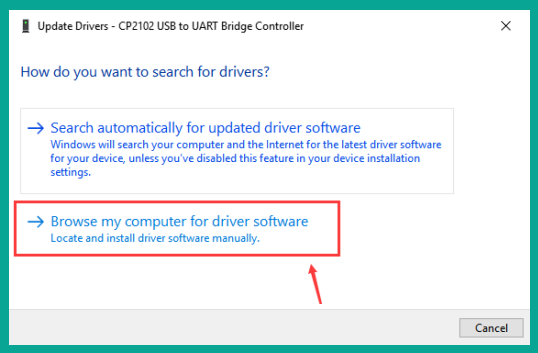 Update Drivers - CP2102 USB to UART Bridge Controller
How do you want to search for drivers?
Search automatically for updated driver software
Windows will search your computer and the Internet for the latest driver software
for your device, unless you've disabled this feature in your device installation
settings.
Browse my computer for driver software
Locate and install driver software manually.
Cancel